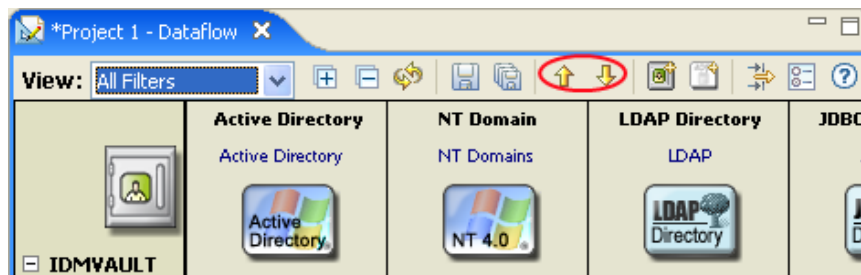 *Project 1 - Dataflow
View: All Filters
Active Directory NT Domain LDAP Directory JDBC
Active Directory NT Domains LDAP
Active Directory
NT 4.0
LDAP Directory
IDMVAULT